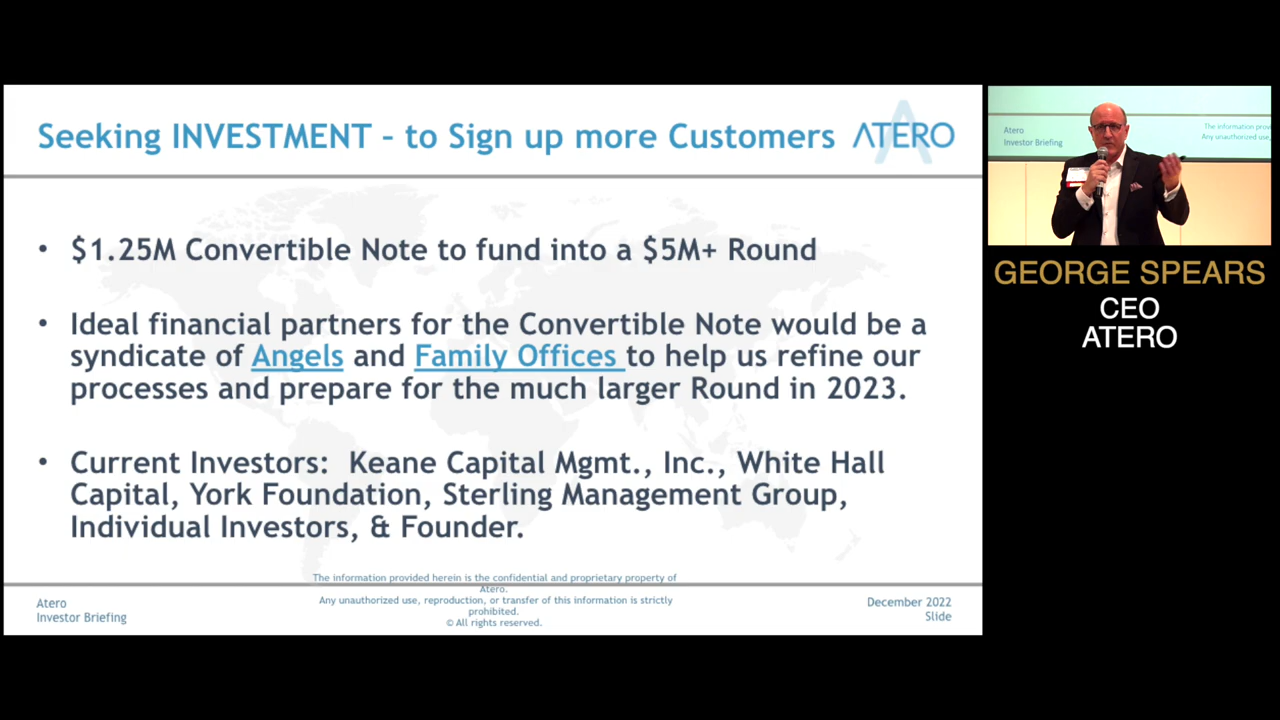 Seeking INVESTMENT – to Sign up more Customers
ATERO
• $1.25M Convertible Note to fund into a $5M+ Round
• Ideal financial partners for the Convertible Note would be a
syndicate of Angels and Family Offices to help us refine our
processes and prepare for the much larger Round in 2023.
• Current Investors: Keane Capital Mgmt., Inc., White Hall
Capital, York Foundation, Sterling Management Group,
Individual Investors, & Founder.
Atero
Investor Briefing
The information provided herein is the confidential and proprietary property of
Atero.
Any unauthorized use, reproduction, or transfer of this information is strictly
prohibited.
© All rights reserved.
December 2022
Slide
Atero
Investor Briefing
The information
Any unauthorized use,
GEORGE SPEARS
CEO
ATERO